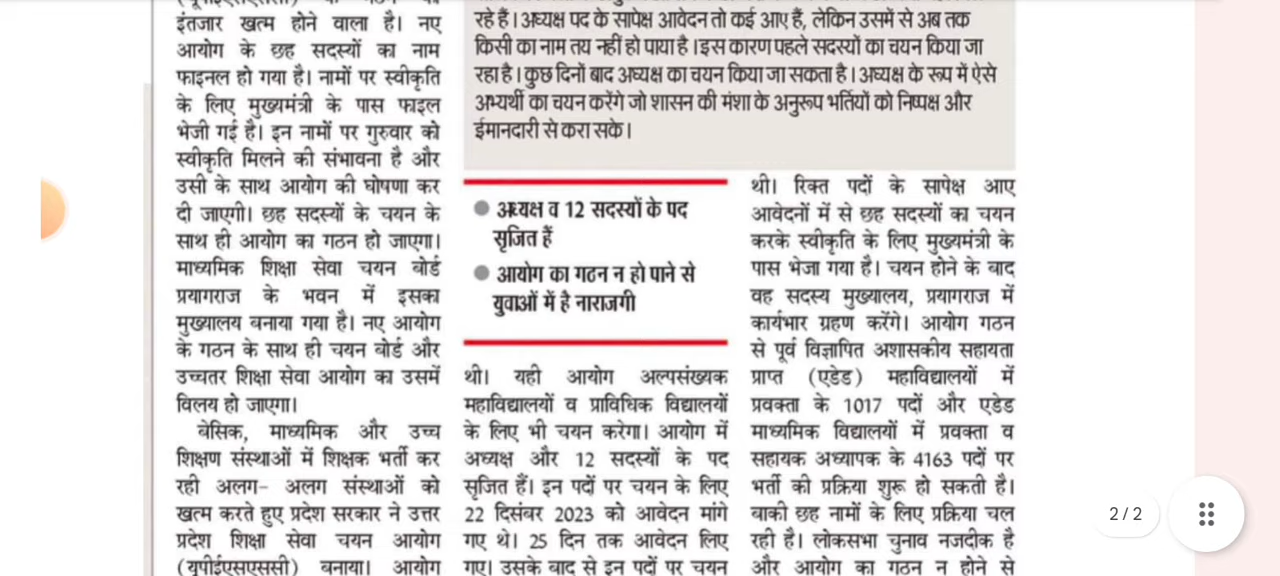 इंतजार खत्म होने वाला है। नए
आयोग के छह सदस्यों का नाम
फाइनल हो गया है। नामों पर स्वीकृति
के लिए मुख्यमंत्री के पास फाइल
भेजी गई है। इन नामों पर गुरुवार को
स्वीकृति मिलने की संभावना है और
उसी के साथ आयोग की घोषणा कर
दी जाएगी। छह सदस्यों के चयन के
साथ ही आयोग का गठन हो जाएगा।
माध्यमिक शिक्षा सेवा चयन बोर्ड
प्रयागराज के भवन में इसका
मुख्यालय बनाया गया है। नए आयोग
के गठन के साथ ही चयन बोर्ड और
उच्चतर शिक्षा सेवा आयोग का उसमें
विलय हो जाएगा।
बेसिक, माध्यमिक और उच्च
शिक्षण संस्थाओं में शिक्षक भर्ती कर
रही अलग- अलग संस्थाओं को
खत्म करते हुए प्रदेश सरकार ने उत्तर
प्रदेश शिक्षा सेवा चयन आयोग
(यूपीईएसएससी) बनाया। आयोग
रहे हैं। अध्यक्ष पद के सापेक्ष आवेदन तो कई आए हैं, लेकिन उसमें से अब तक
किसी का नाम तय नहीं हो पाया है। इस कारण पहले सदस्यों का चयन किया जा
रहा है। कुछ दिनों बाद अध्यक्ष का चयन किया जा सकता है। अध्यक्ष के रूप में ऐसे
अभ्यर्थी का चयन करेंगे जो शासन की मंशा के अनुरूप भर्तियों को निष्पक्ष और
ईमानदारी से करा सके।
● अध्यक्ष व 12 सदस्यों के पद
सृजित हैं
● आयोग का गठन न हो पाने से
युवाओं में है नाराजगी
थी। यही आयोग अल्पसंख्यक
महाविद्यालयों व प्राविधिक विद्यालयों
के लिए भी चयन करेगा। आयोग में
अध्यक्ष और 12 सदस्यों के पद
सृजित हैं। इन पदों पर चयन के लिए
22 दिसंबर 2023 को आवेदन मांगे
गए थे। 25 दिन तक आवेदन लिए
गए। उसके बाद से इन पदों पर चयन
थी। रिक्त पदों के सापेक्ष आए
आवेदनों में से छह सदस्यों का चयन
करके स्वीकृति के लिए मुख्यमंत्री के
पास भेजा गया है। चयन होने के बाद
वह सदस्य मुख्यालय, प्रयागराज में
कार्यभार ग्रहण करेंगे। आयोग गठन
से पूर्व विज्ञापित अशासकीय सहायता
प्राप्त (एडेड) महाविद्यालयों में
प्रवक्ता के 1017 पदों और एडेड
माध्यमिक विद्यालयों में प्रवक्ता व
सहायक अध्यापक के 4163 पदों पर
भर्ती की प्रक्रिया शुरू हो सकती है।
बाकी छह नामों के लिए प्रक्रिया चल
रही है। लोकसभा चुनाव नजदीक है
और आयोग का गठन न होने से
2 / 2